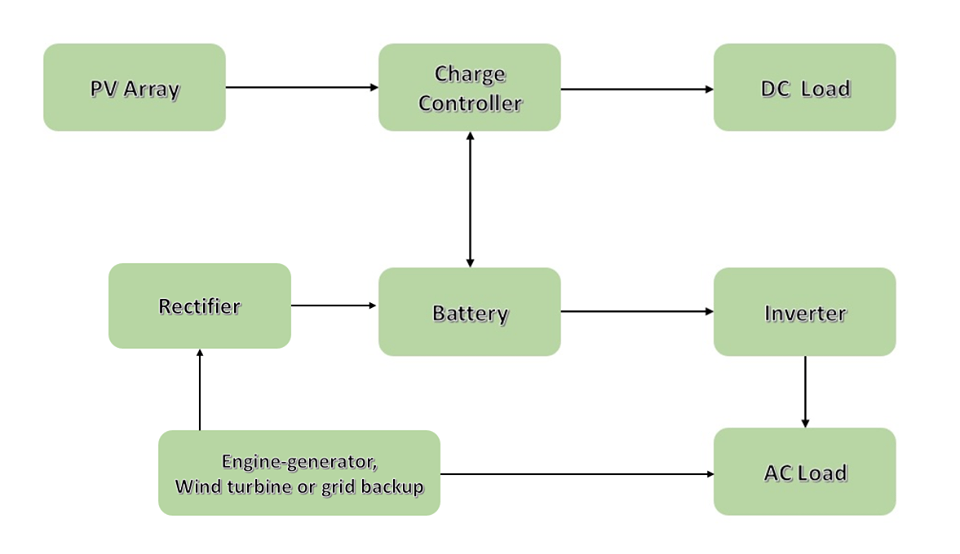 PV Array
Charge
Controller
DC Load
Rectifier
Battery
Inverter
Engine-generator,
Wind turbine or grid backup
AC Load